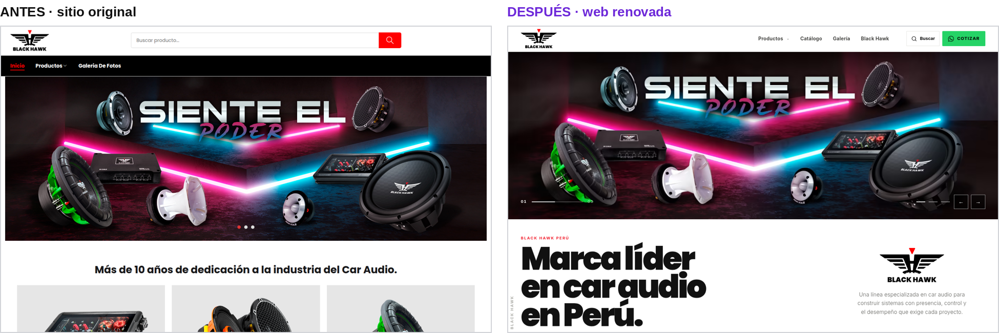 ANTES · sitio original
BLACK HAWK
Buscar producto...
Inicio
Productos
Galeria De Fotos
SIENTE EL
PODER
BLACK HAWK
Más de 10 años de dedicación a la industria del Car Audio.
DESPUÉS · web renovada
BLACK HAWK
Productos
Catálogo
Galería
Black Hawk
Buscar
COTIZAR
SIENTE EL
PODER
BLACK HAWK
01
03
BLACK HAWK PERÚ
Marca líder
en car audio
en Perú.
BLACK HAWK
BLACK HAWK
Una línea especializada en car audio para
construir sistemas con presencia, control y
el desempeño que exige cada proyecto.